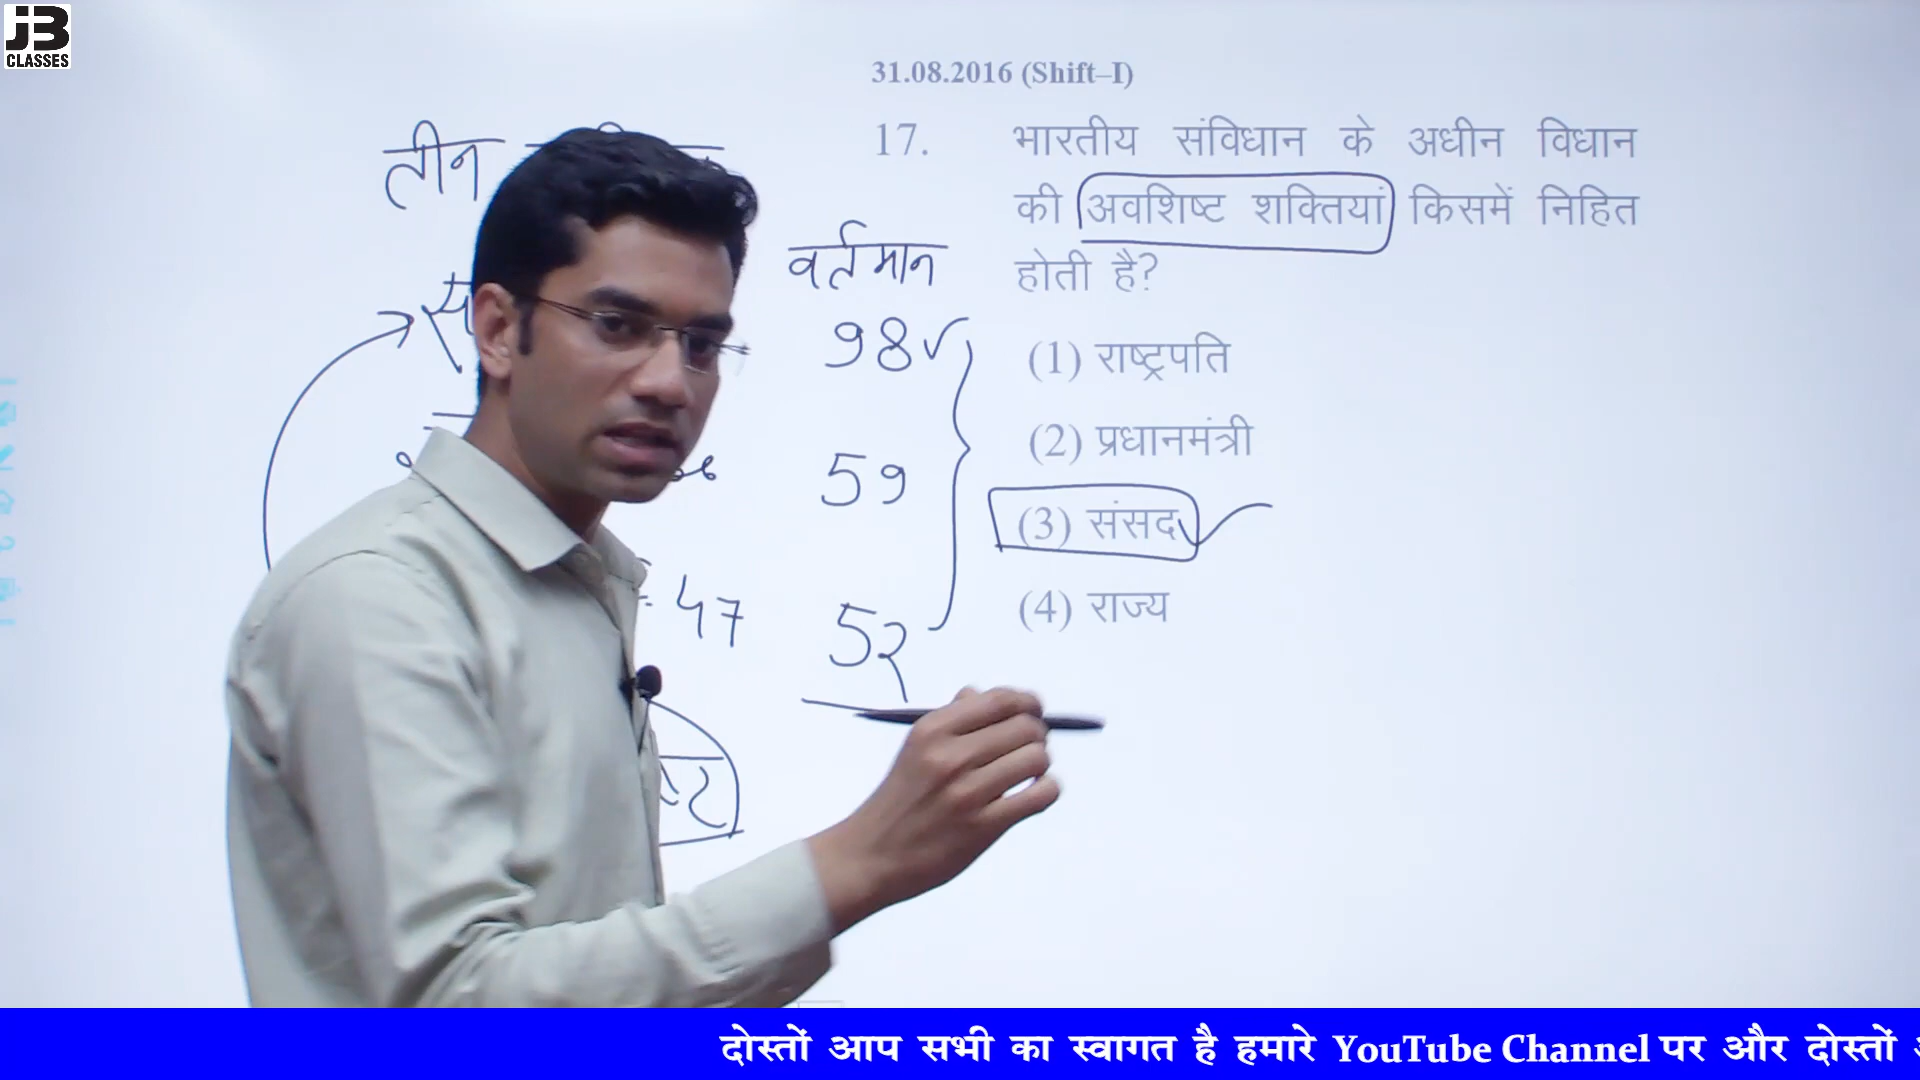 JB
CLASSES
31.08.2016 (Shift–I)
17. भारतीय संविधान के अधीन विधान
की अवशिष्ट शक्तियां किसमें निहित
होती है?
(1) राष्ट्रपति
(2) प्रधानमंत्री
(3) संसद
(4) राज्य
तीन
वर्तमान
98
59
47
52
दोस्तों आप सभी का स्वागत है हमारे YouTube Channel पर और दोस्तों